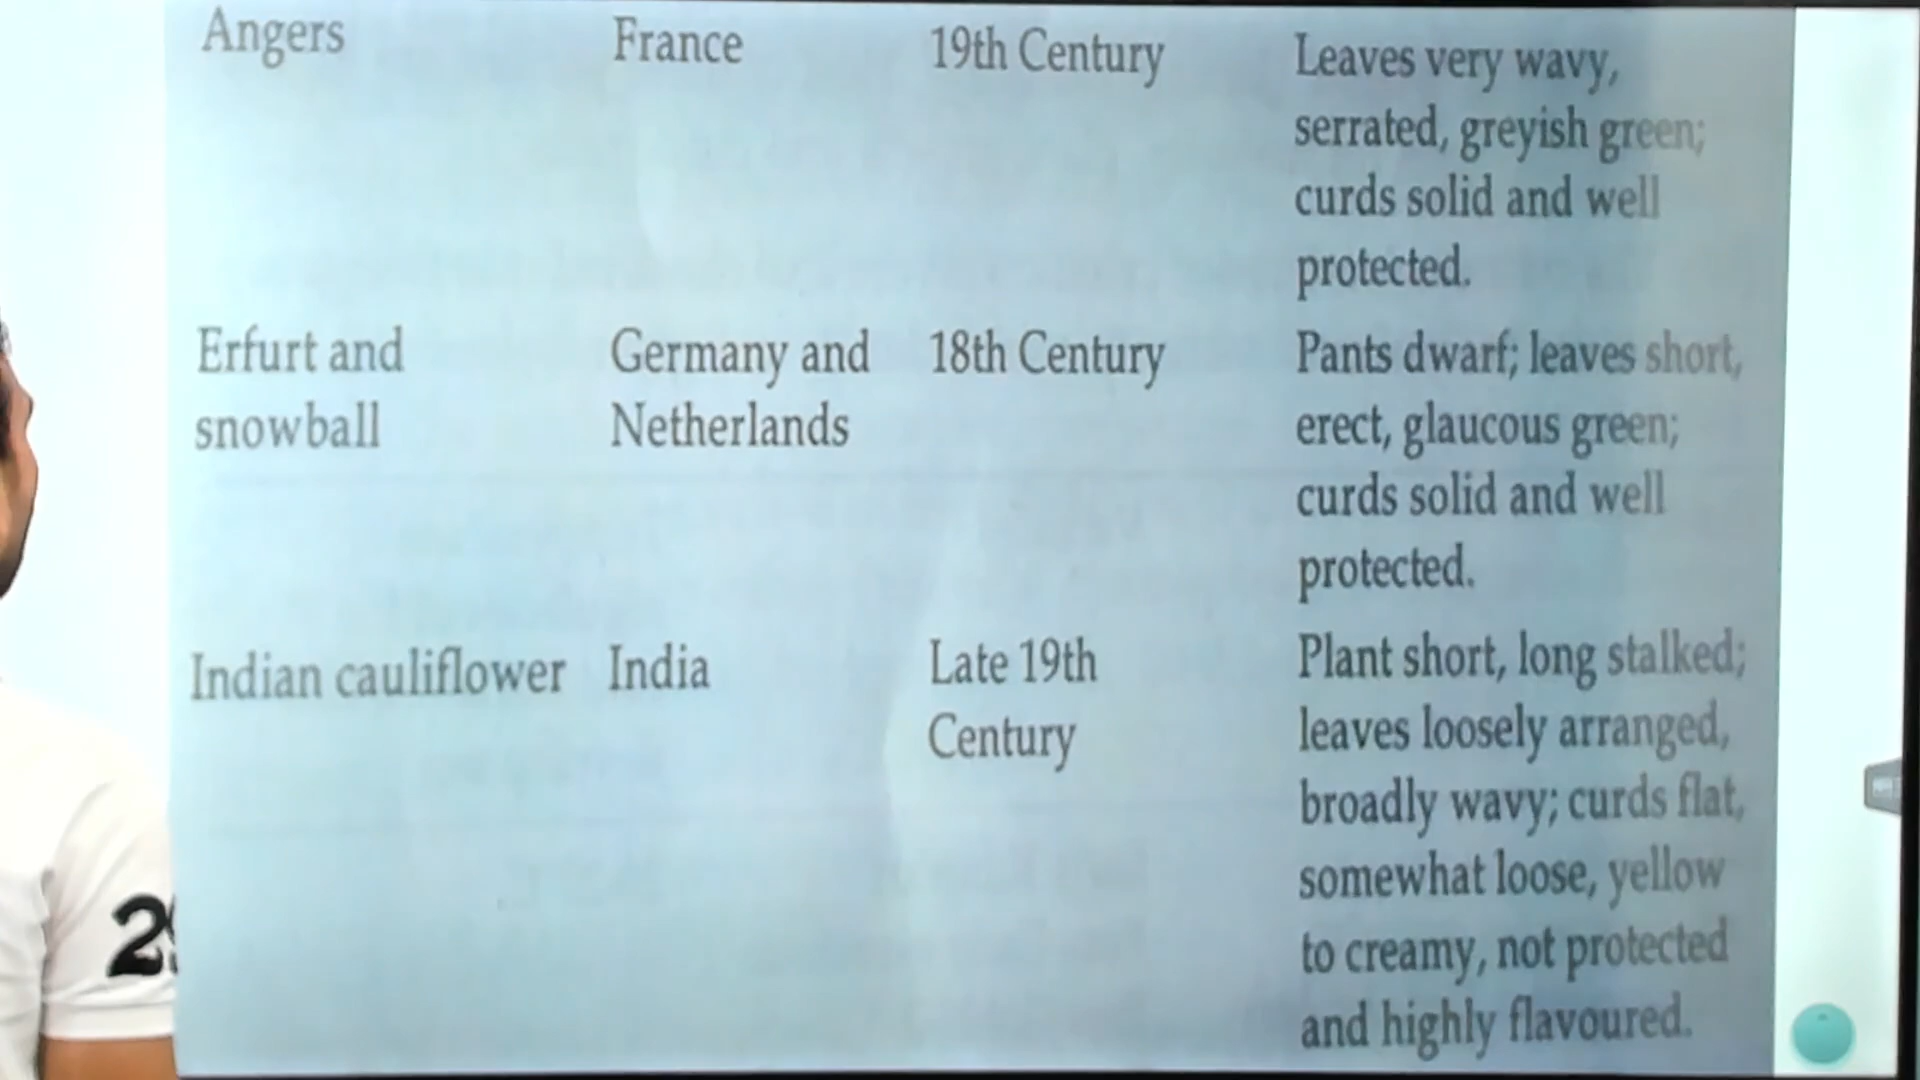 Angers France 19th Century Leaves very wavy,
serrated, greyish green;
curds solid and well
protected.
Erfurt and Germany and 18th Century Pants dwarf; leaves short,
snowball Netherlands erect, glaucous green;
curds solid and well
protected.
Indian cauliflower India Late 19th Plant short, long stalked;
Century leaves loosely arranged,
broadly wavy; curds flat,
somewhat loose, yellow
to creamy, not protected
and highly flavoured.
2